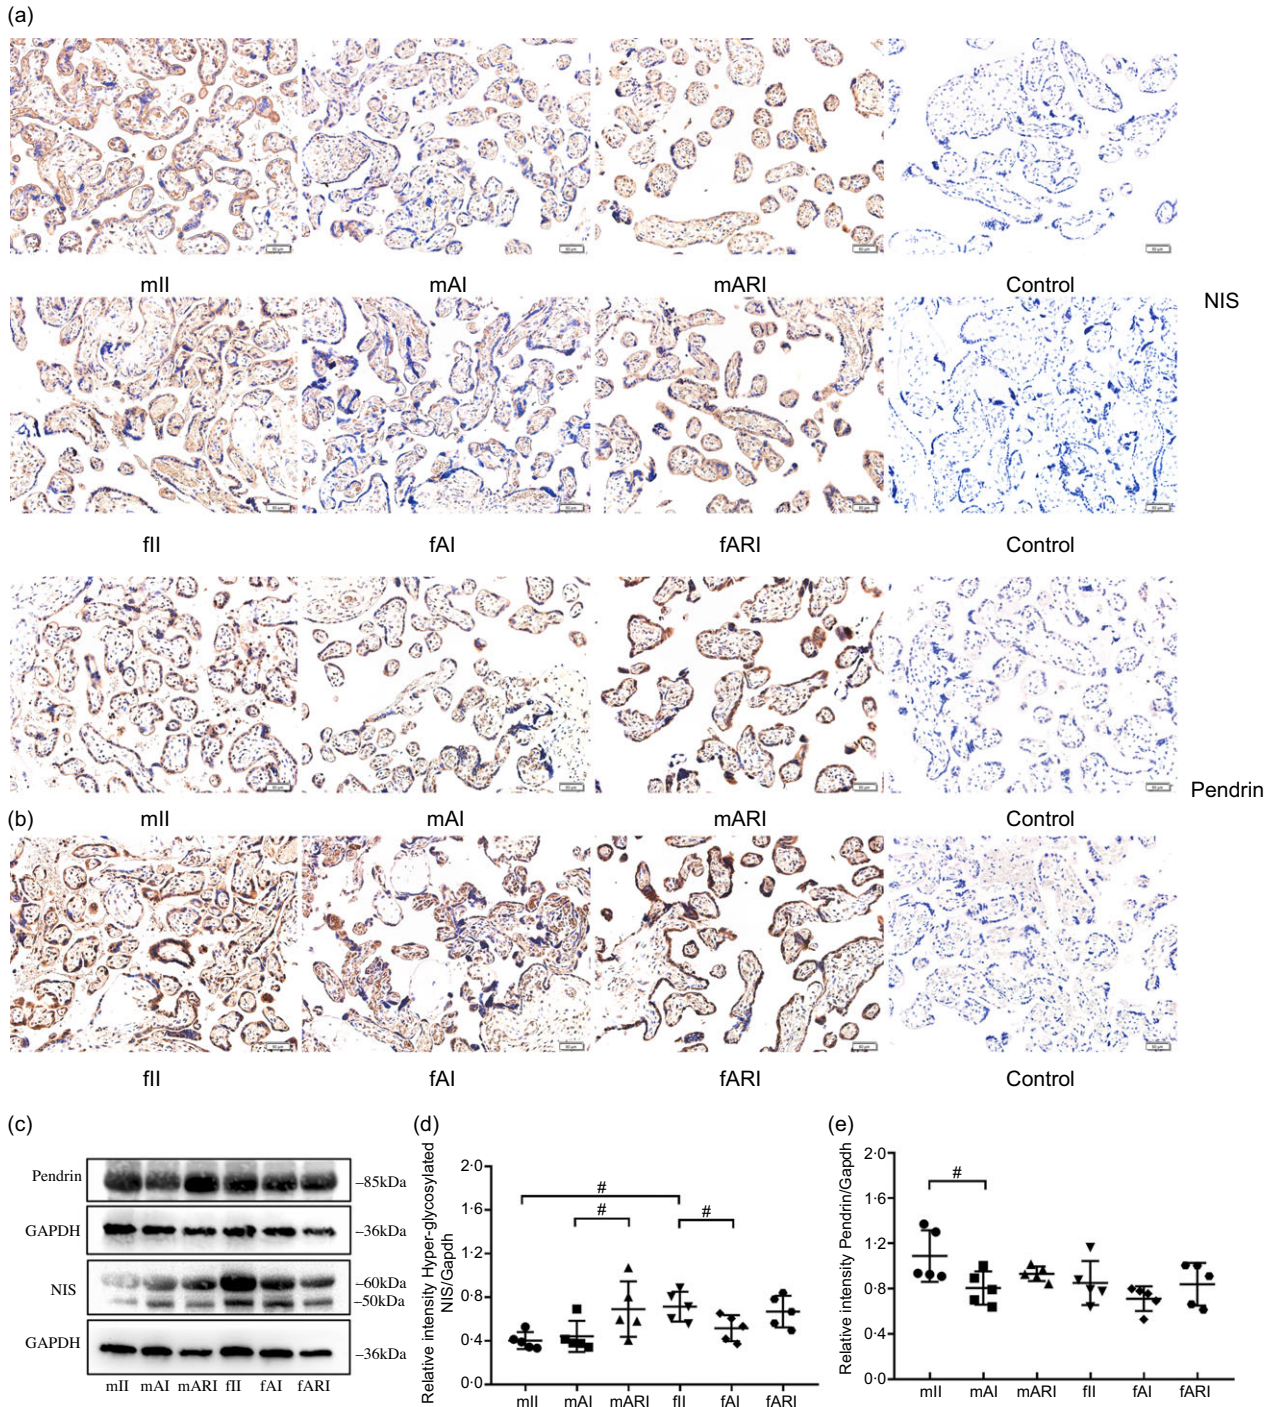 (a)
mII mAI mARI Control
NIS
fII fAI fARI Control
Pendrin
(b) mII mAI mARI Control
fII fAI fARI Control
(c)
Pendrin –85kDa
GAPDH –36kDa
NIS –60kDa
–50kDa
GAPDH –36kDa
mII mAI mARI fII fAI fARI
(d)
Relative intensity Hyper-glycosylated
NIS/Gapdh
2·0
1·6
1·2
0·8
0·4
0·0
#
#
#
mII mAI mARI fII fAI fARI
(e)
Relative intensity Pendrin/Gapdh
2·0
1·6
1·2
0·8
0·4
0·0
#
mII mAI mARI fII fAI fARI